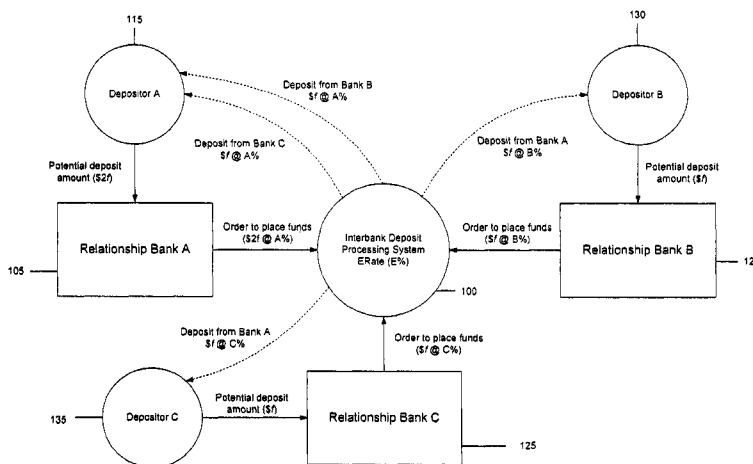 115
130
Depositor A
Deposit from Bank B
$f @ A%
Depositor B
Deposit from Bank C
$f @ A%
Deposit from Bank A
$f @ B%
Potential deposit
amount ($2f)
Potential deposit
amount ($f)
Relationship Bank A
Order to place funds
($2f @ A%)
Interbank Deposit
Processing System
ERate (E%)
Order to place funds
($f @ B%)
Relationship Bank B
105
100
12
Deposit from Bank A
$f @ C%
Order to place funds
($f @ C%)
Depositor C
Potential deposit
amount ($f)
Relationship Bank C
135
125